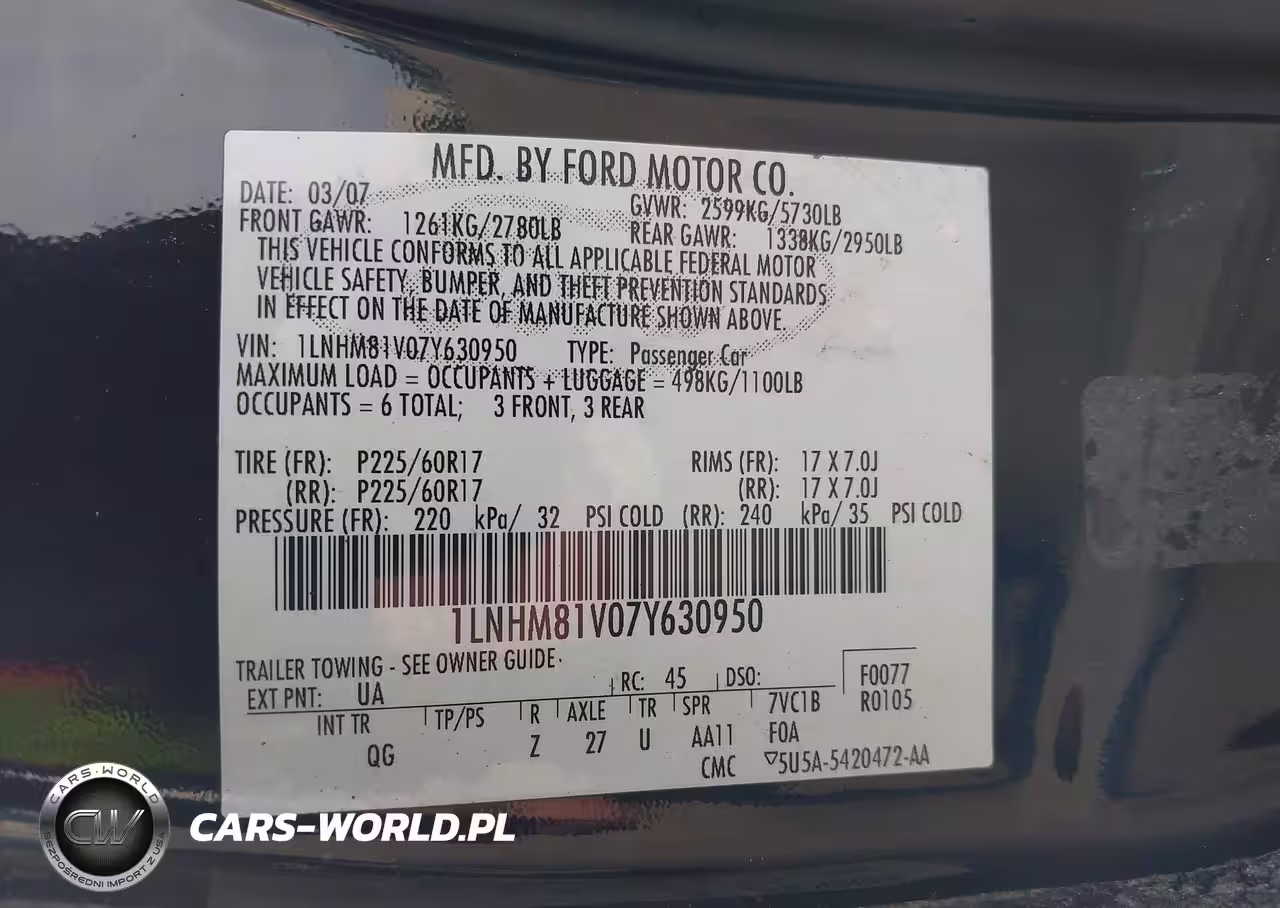 MFD. BY FORD MOTOR CO.
DATE: 03/07 GVWR: 2599KG/5730LB
FRONT GAWR: 1261KG/2780LB REAR GAWR: 1338KG/2950LB
THIS VEHICLE CONFORMS TO ALL APPLICABLE FEDERAL MOTOR
VEHICLE SAFETY, BUMPER, AND THEFT PREVENTION STANDARDS
IN EFFECT ON THE DATE OF MANUFACTURE SHOWN ABOVE.
VIN: 1LNHM81V07Y630950 TYPE: Passenger Car
MAXIMUM LOAD = OCCUPANTS + LUGGAGE = 498KG/1100LB
OCCUPANTS = 6 TOTAL; 3 FRONT, 3 REAR
TIRE (FR): P225/60R17 RIMS (FR): 17 X 7.0J
(RR): P225/60R17 (RR): 17 X 7.0J
PRESSURE (FR): 220 kPa/ 32 PSI COLD (RR): 240 kPa/ 35 PSI COLD
1LNHM81V07Y630950
TRAILER TOWING - SEE OWNER GUIDE.
EXT PNT: UA RC: 45 DSO: F0077
INT TR TP/PS R AXLE TR SPR 7VC1B R0105
QG Z 27 U AA11 FOA
CMC ▽5U5A-5420472-AA
CARS-WORLD
CW
BEZPOŚREDNI IMPORT Z USA
CARS-WORLD.PL